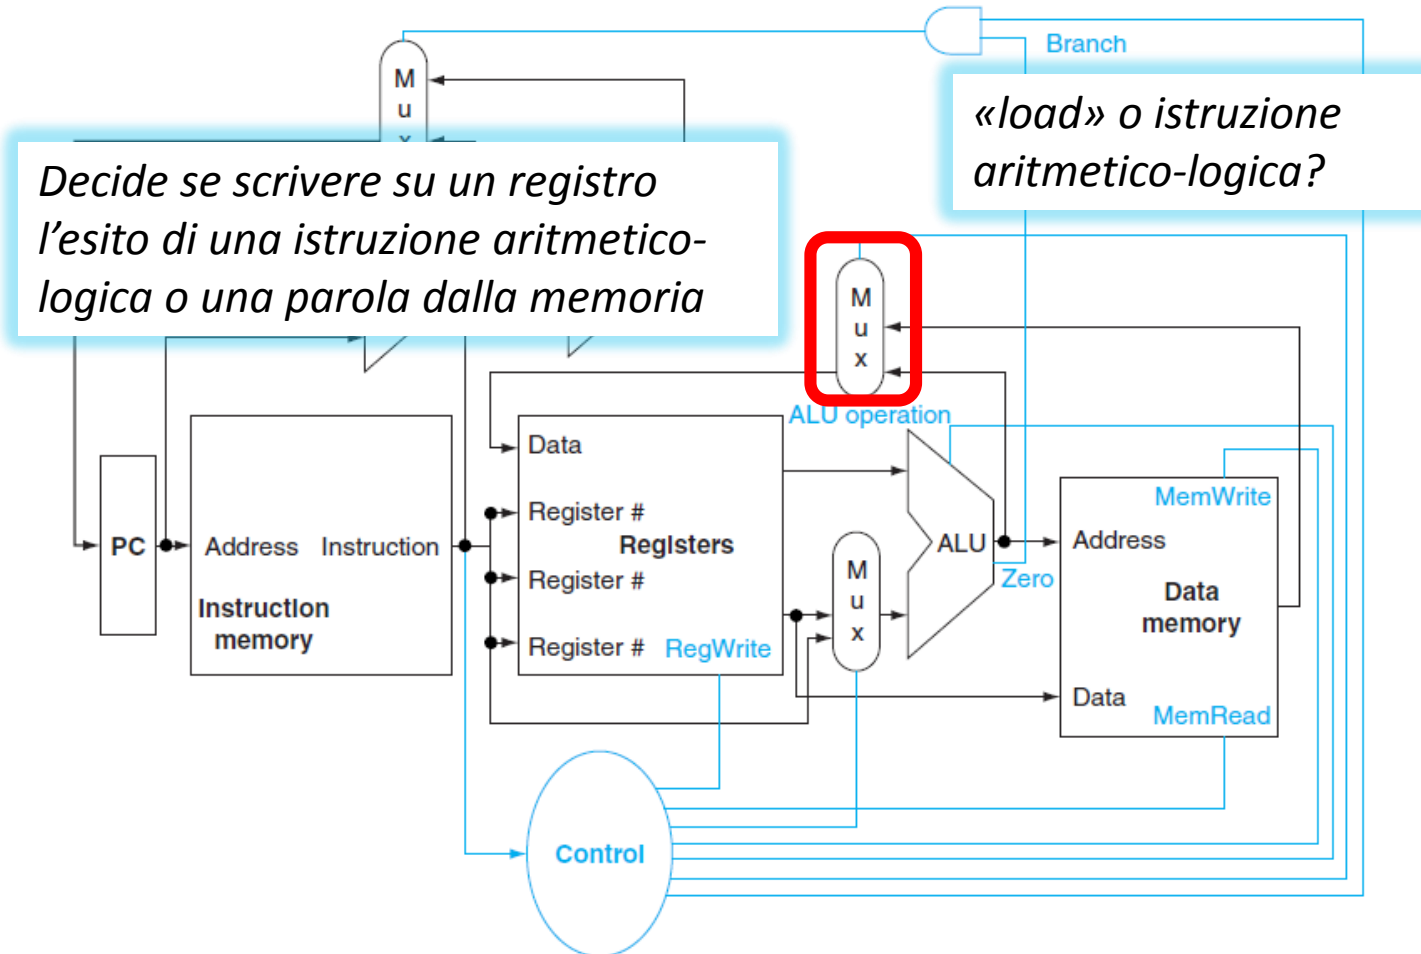 Branch
M
u
x
«load» o istruzione
aritmetico-logica?
Decide se scrivere su un registro
l’esito di una istruzione aritmetico-
logica o una parola dalla memoria
M
u
x
ALU operation
Data
Register #
Registers
Register #
Register # RegWrite
PC
Address Instruction
Instruction
memory
M
u
x
ALU
Zero
MemWrite
Address
Data
memory
Data
MemRead
Control